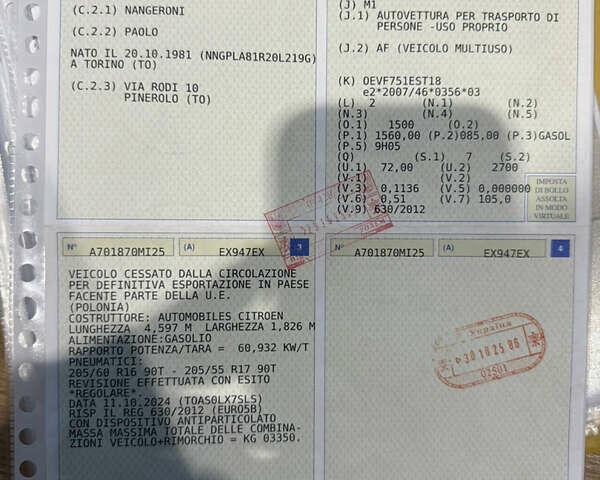 (C.2.1) NANGERONI
(C.2.2) PAOLO
NATO IL 20.10.1981 (NNGPLA81R20L219G)
A TORINO (TO)
(C.2.3) VIA RODI 10
PINEROLO (TO)
(J) M1
(J.1) AUTOVETTURA PER TRASPORTO DI
PERSONE -USO PROPRIO
(J.2) AF (VEICOLO MULTIUSO)
(K) OEVF751EST18
e2*2007/46*0356*03
(L) 2 (N.1) (N.2)
(N.3) (N.4) (N.5)
(O.1) 1500 (O.2)
(P.1) 1560,00 (P.2)085,00 (P.3)GASOL
(P.5) 9H05
(Q) (S.1) 7 (S.2)
(U.1) 72,00 (U.2) 2700
(V.1) (V.2)
(V.3) 0,1136 (V.5) 0,000000
(V.6) 0,51 (V.7) 105,0
(V.9) 630/2012
IMPOSTA
DI BOLLO
ASSOLTA
IN MODO
VIRTUALE
N° A701870MI25 (A) EX947EX 3
VEICOLO CESSATO DALLA CIRCOLAZIONE
PER DEFINITIVA ESPORTAZIONE IN PAESE
FACENTE PARTE DELLA U.E.
(POLONIA)
COSTRUTTORE: AUTOMOBILES CITROEN
LUNGHEZZA 4,597 M LARGHEZZA 1,826 M
ALIMENTAZIONE:GASOLIO
RAPPORTO POTENZA/TARA = 60,932 KW/T
PNEUMATICI:
205/60 R16 90T - 205/55 R17 90T
REVISIONE EFFETTUATA CON ESITO
*REGOLARE*
DATA 11.10.2024 (TOAS0LX7SLS)
RISP IL REG 630/2012 (EURO5B)
CON DISPOSITIVO ANTIPARTICOLATO
MASSA MASSIMA TOTALE DELLE COMBINA-
ZIONI VEICOLO+RIMORCHIO = KG 03350.
N° A701870MI25 (A) EX947EX 4
Україна
30 10 25 06
03501